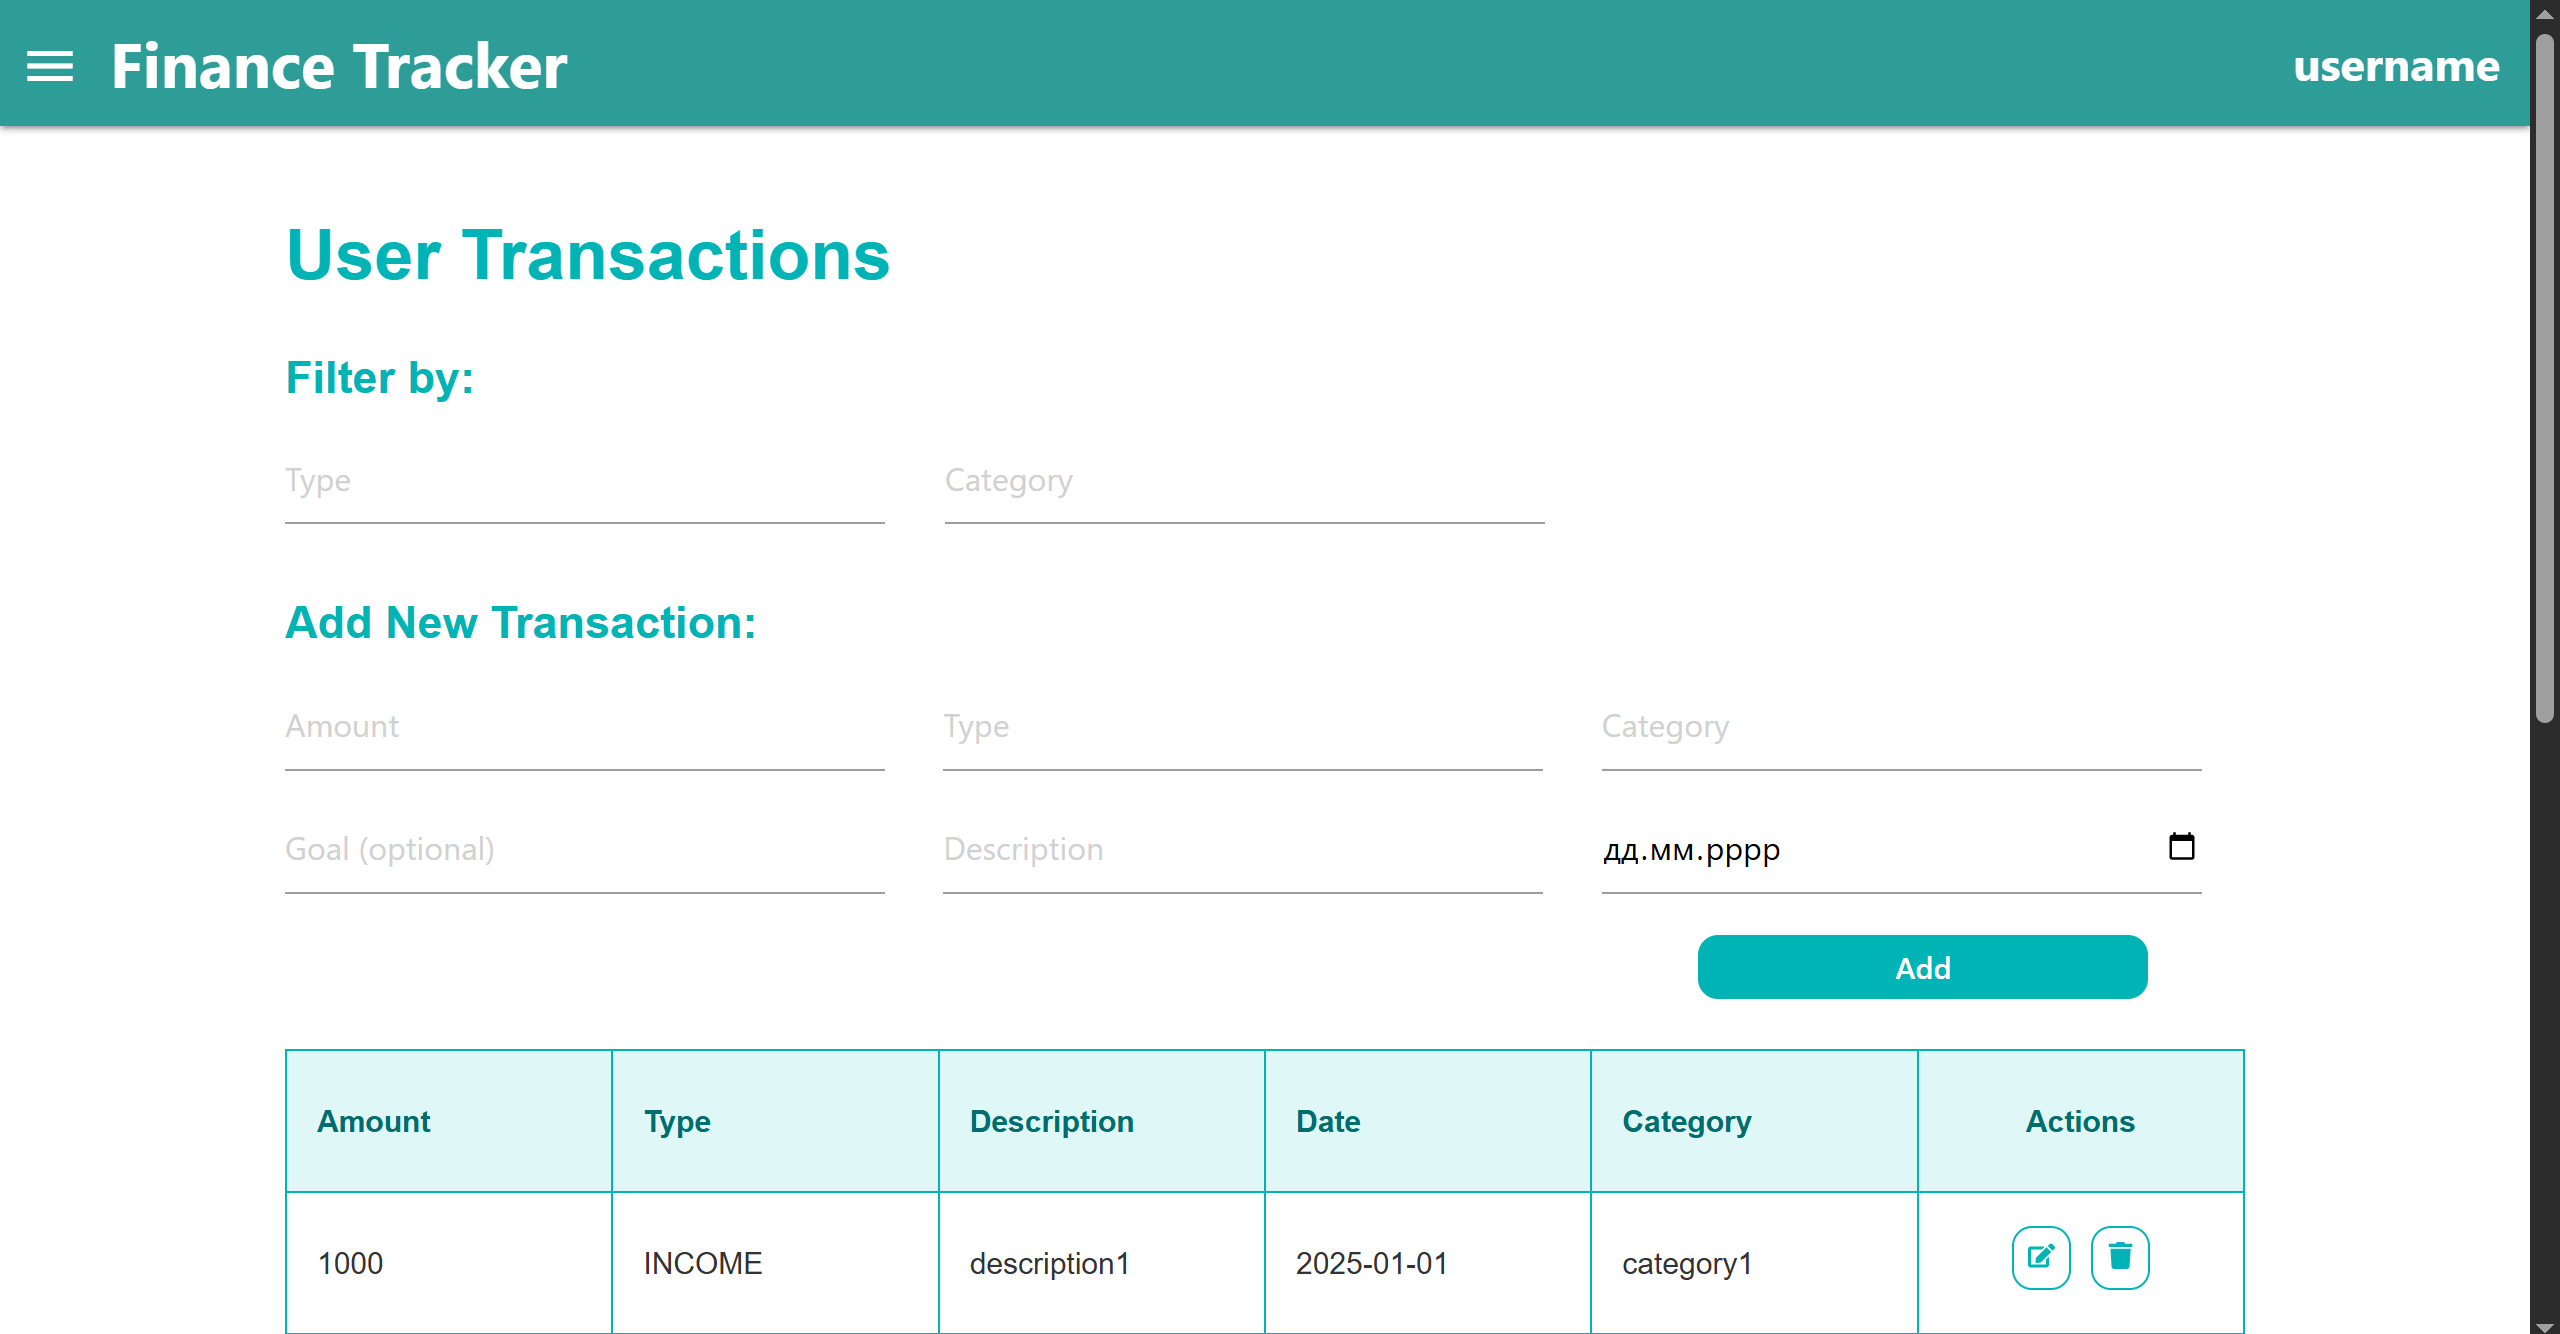 Finance Tracker username
User Transactions
Filter by:
Type Category
Add New Transaction:
Amount Type Category
Goal (optional) Description дд.мм.рррр
Add
Amount Type Description Date Category Actions
1000 INCOME description1 2025-01-01 category1